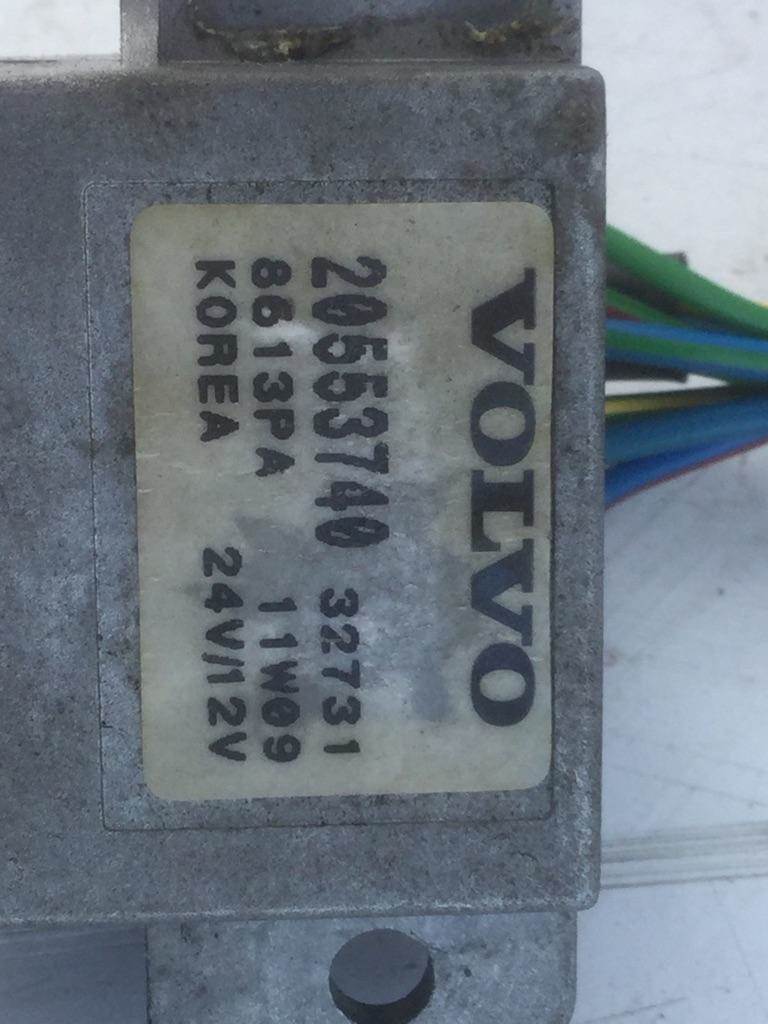 VOLVO
20553740 32731
8613PA 11W09
KOREA 24V/12V